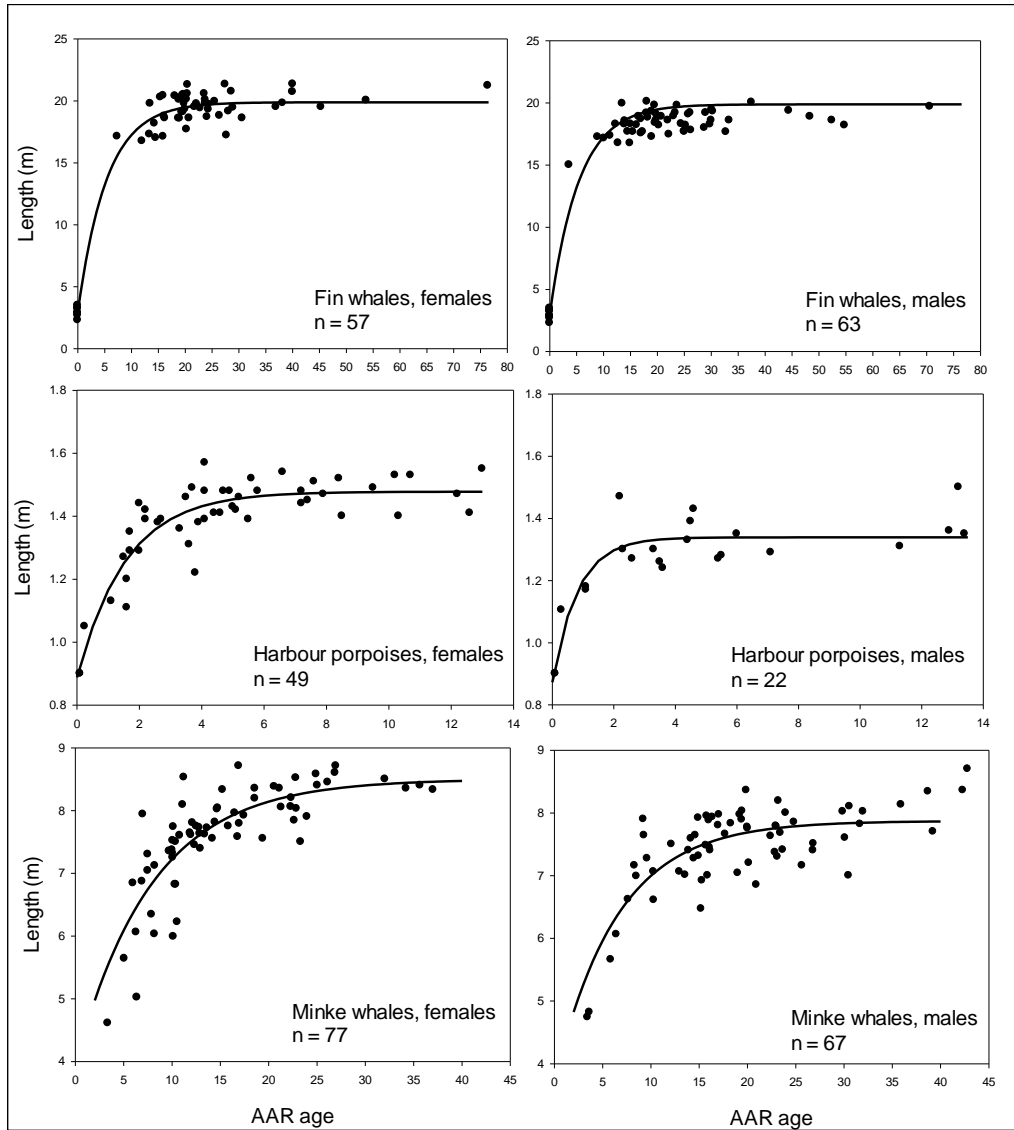 25
20
15
10
5
0
Length (m)
0 5 10 15 20 25 30 35 40 45 50 55 60 65 70 75 80
Fin whales, females
n = 57
25
20
15
10
5
0
0 5 10 15 20 25 30 35 40 45 50 55 60 65 70 75 80
Fin whales, males
n = 63
1.8
1.6
1.4
1.2
1.0
0.8
Length (m)
0 2 4 6 8 10 12 14
Harbour porpoises, females
n = 49
1.8
1.6
1.4
1.2
1.0
0.8
0 2 4 6 8 10 12 14
Harbour porpoises, males
n = 22
9
8
7
6
5
4
Length (m)
0 5 10 15 20 25 30 35 40 45
Minke whales, females
n = 77
AAR age
9
8
7
6
5
4
0 5 10 15 20 25 30 35 40 45
Minke whales, males
n = 67
AAR age